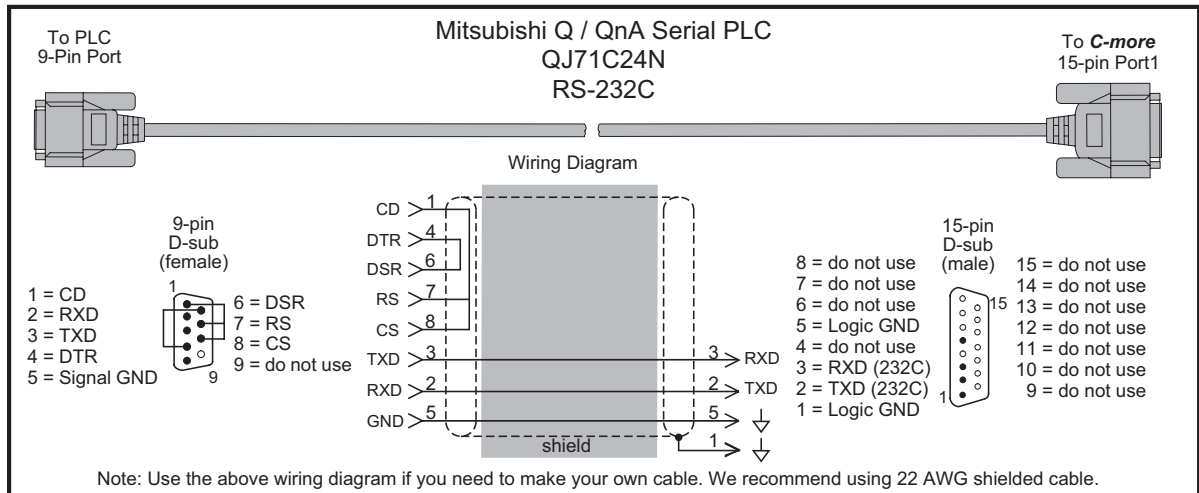 To PLC
9-Pin Port
Mitsubishi Q / QnA Serial PLC
QJ71C24N
RS-232C
To C-more
15-pin Port1
Wiring Diagram
9-pin
D-sub
(female)
1 = CD
2 = RXD
3 = TXD
4 = DTR
5 = Signal GND
1
9
6 = DSR
7 = RS
8 = CS
9 = do not use
CD 1
DTR 4
DSR 6
RS 7
CS 8
TXD 3 3 RXD
RXD 2 2 TXD
GND 5 5
shield 1
8 = do not use
7 = do not use
6 = do not use
5 = Logic GND
4 = do not use
3 = RXD (232C)
2 = TXD (232C)
1 = Logic GND
15-pin
D-sub
(male)
15
1
15 = do not use
14 = do not use
13 = do not use
12 = do not use
11 = do not use
10 = do not use
9 = do not use
Note: Use the above wiring diagram if you need to make your own cable. We recommend using 22 AWG shielded cable.